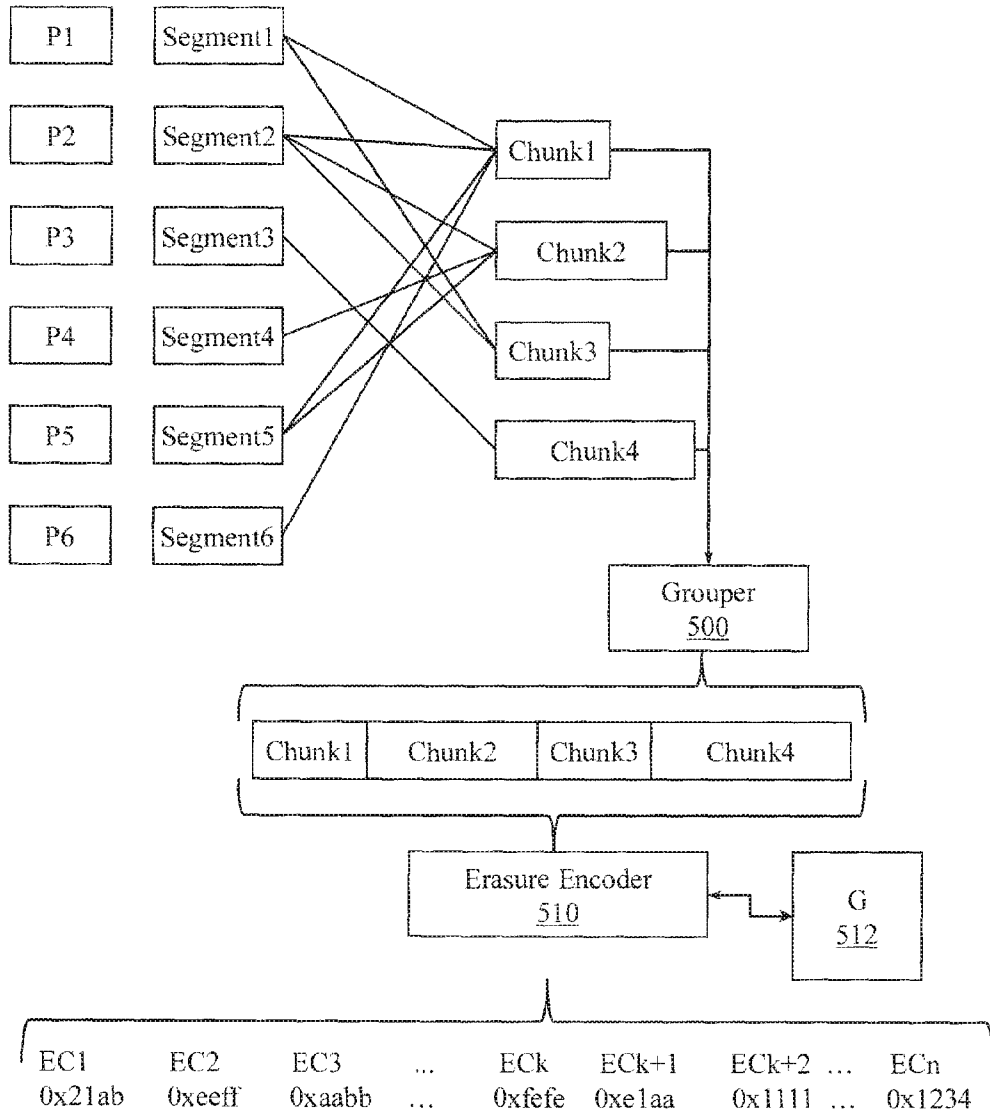 P1 Segment1
P2 Segment2 Chunk1
P3 Segment3 Chunk2
P4 Segment4 Chunk3
P5 Segment5 Chunk4
P6 Segment6
Grouper
500
Chunk1 Chunk2 Chunk3 Chunk4
Erasure Encoder
510
G
512
EC1 EC2 EC3 ... ECk ECk+1 ECk+2 ... ECn
0x21ab 0xeeff 0xaabb ... 0xfefe 0xe1aa 0x1111 ... 0x1234